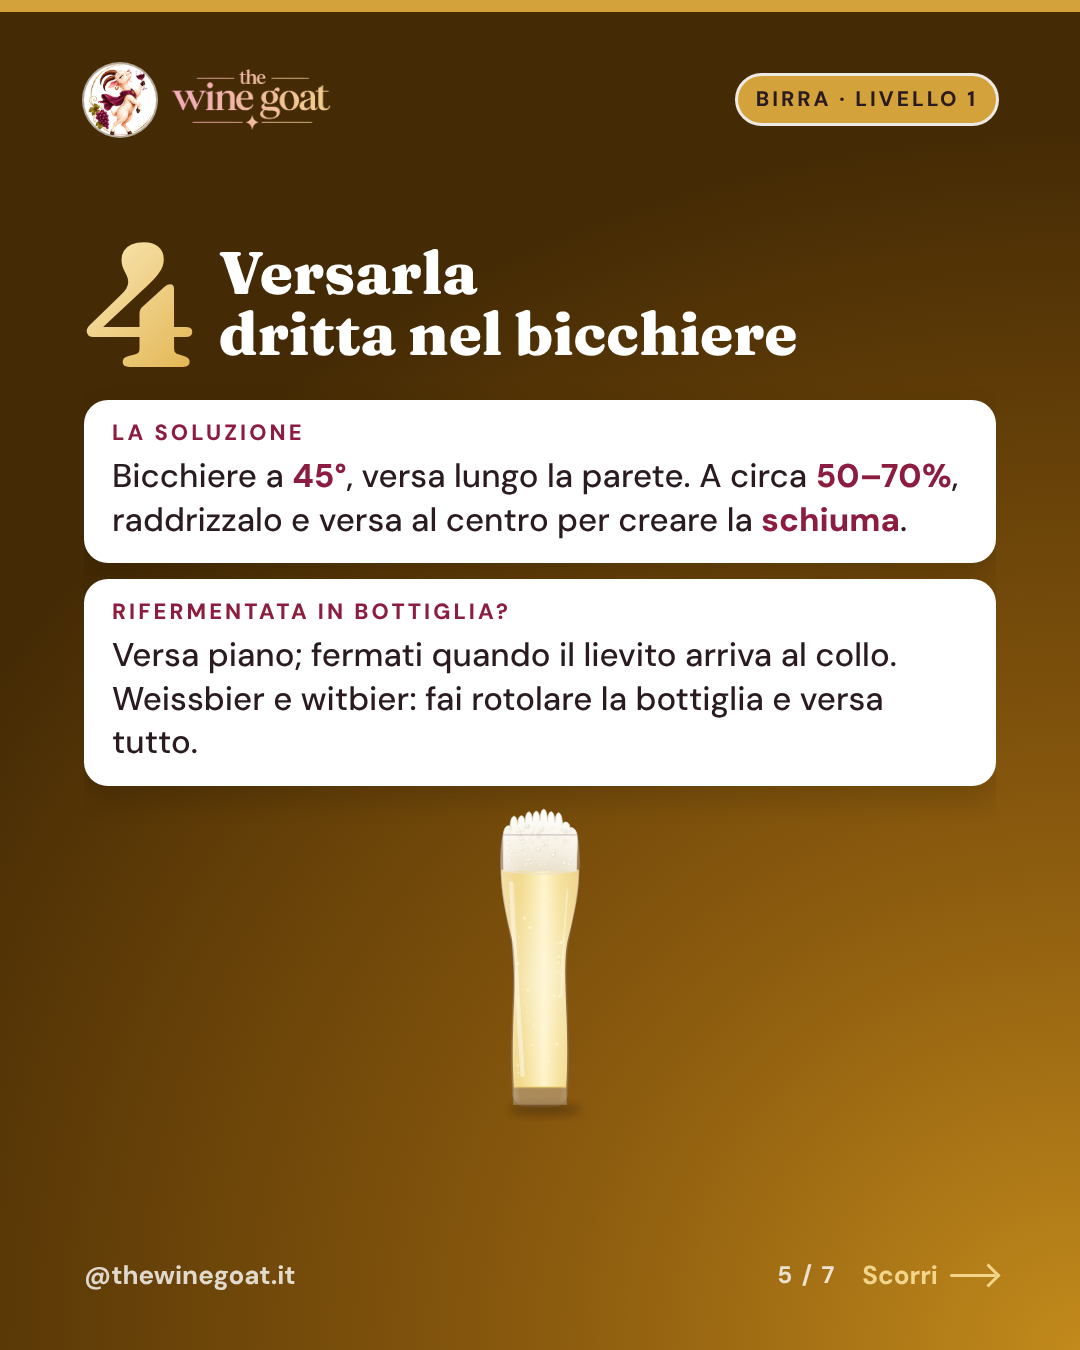 the
wine goat
BIRRA · LIVELLO 1
4
Versarla
dritta nel bicchiere
LA SOLUZIONE
Bicchiere a 45°, versa lungo la parete. A circa 50–70%,
raddrizzalo e versa al centro per creare la schiuma.
RIFERMENTATA IN BOTTIGLIA?
Versa piano; fermati quando il lievito arriva al collo.
Weissbier e witbier: fai rotolare la bottiglia e versa
tutto.
@thewinegoat.it
5 / 7 Scorri